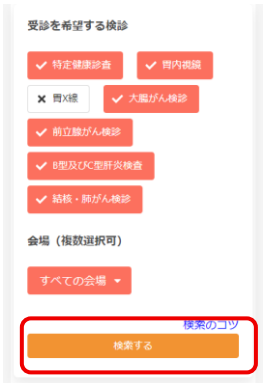 受診を希望する検診
✔ 特定健康診査 ✔ 胃内視鏡
✖ 胃X線 ✔ 大腸がん検診
✔ 前立腺がん検診
✔ B型及びC型肝炎検査
✔ 結核・肺がん検診
会場（複数選択可）
すべての会場
検索のコツ
検索する